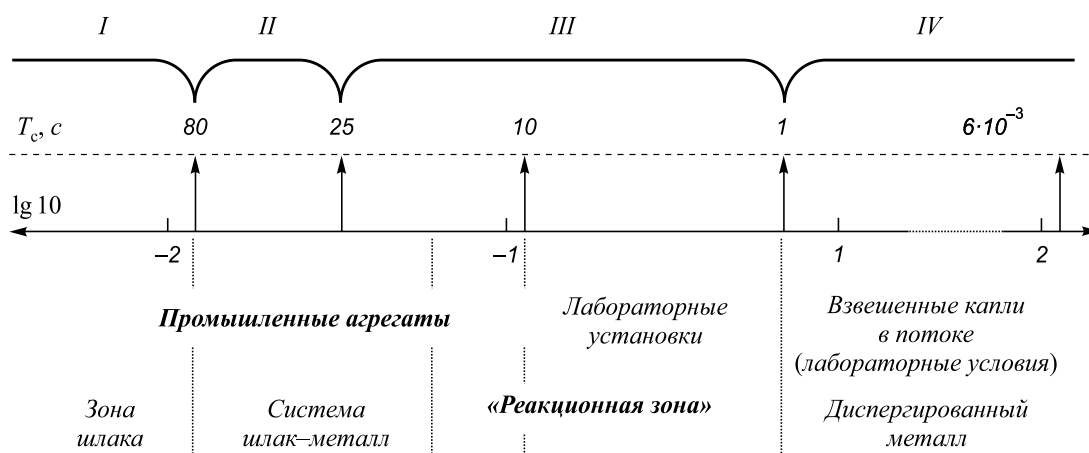 I II III IV
Tс, с 80 25 10 1 6·10⁻³
lg 10
–2 –1 1 2
Промышленные агрегаты
Лабораторные
установки
Взвешенные капли
в потоке
(лабораторные условия)
Зона
шлака
Система
шлак–металл
«Реакционная зона»
Диспергированный
металл